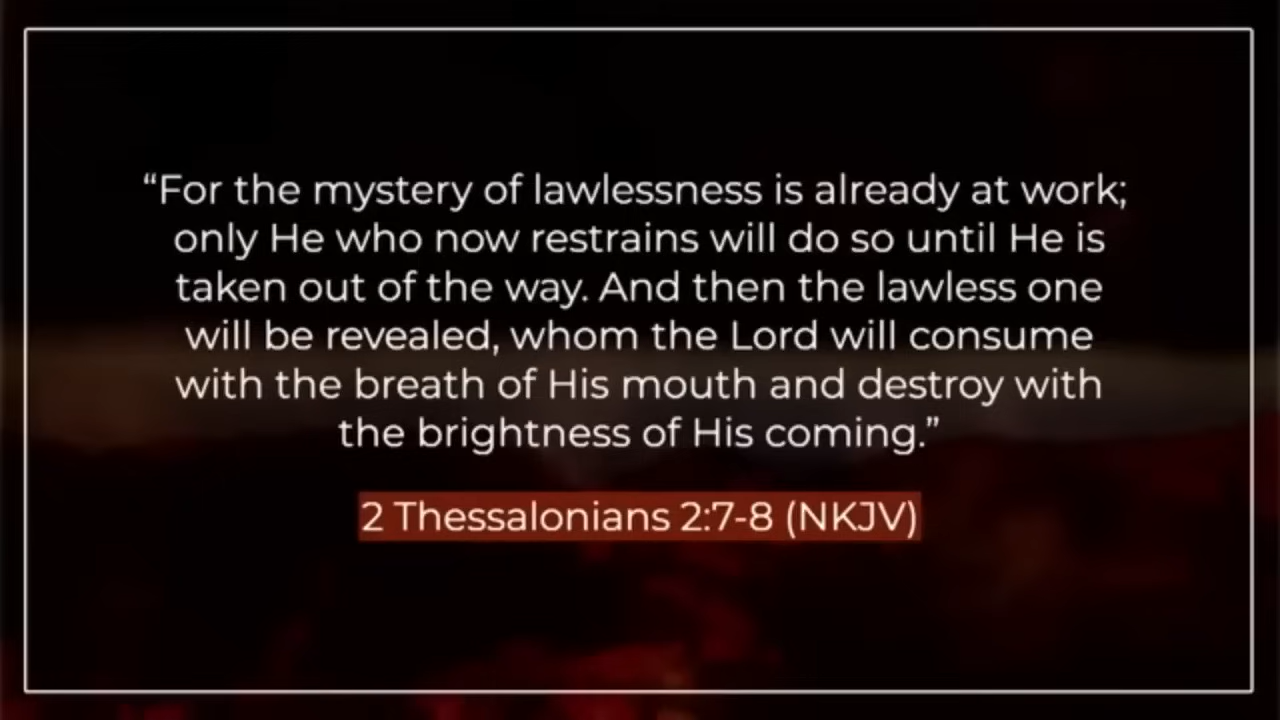 “For the mystery of lawlessness is already at work;
only He who now restrains will do so until He is
taken out of the way. And then the lawless one
will be revealed, whom the Lord will consume
with the breath of His mouth and destroy with
the brightness of His coming.”
2 Thessalonians 2:7-8 (NKJV)